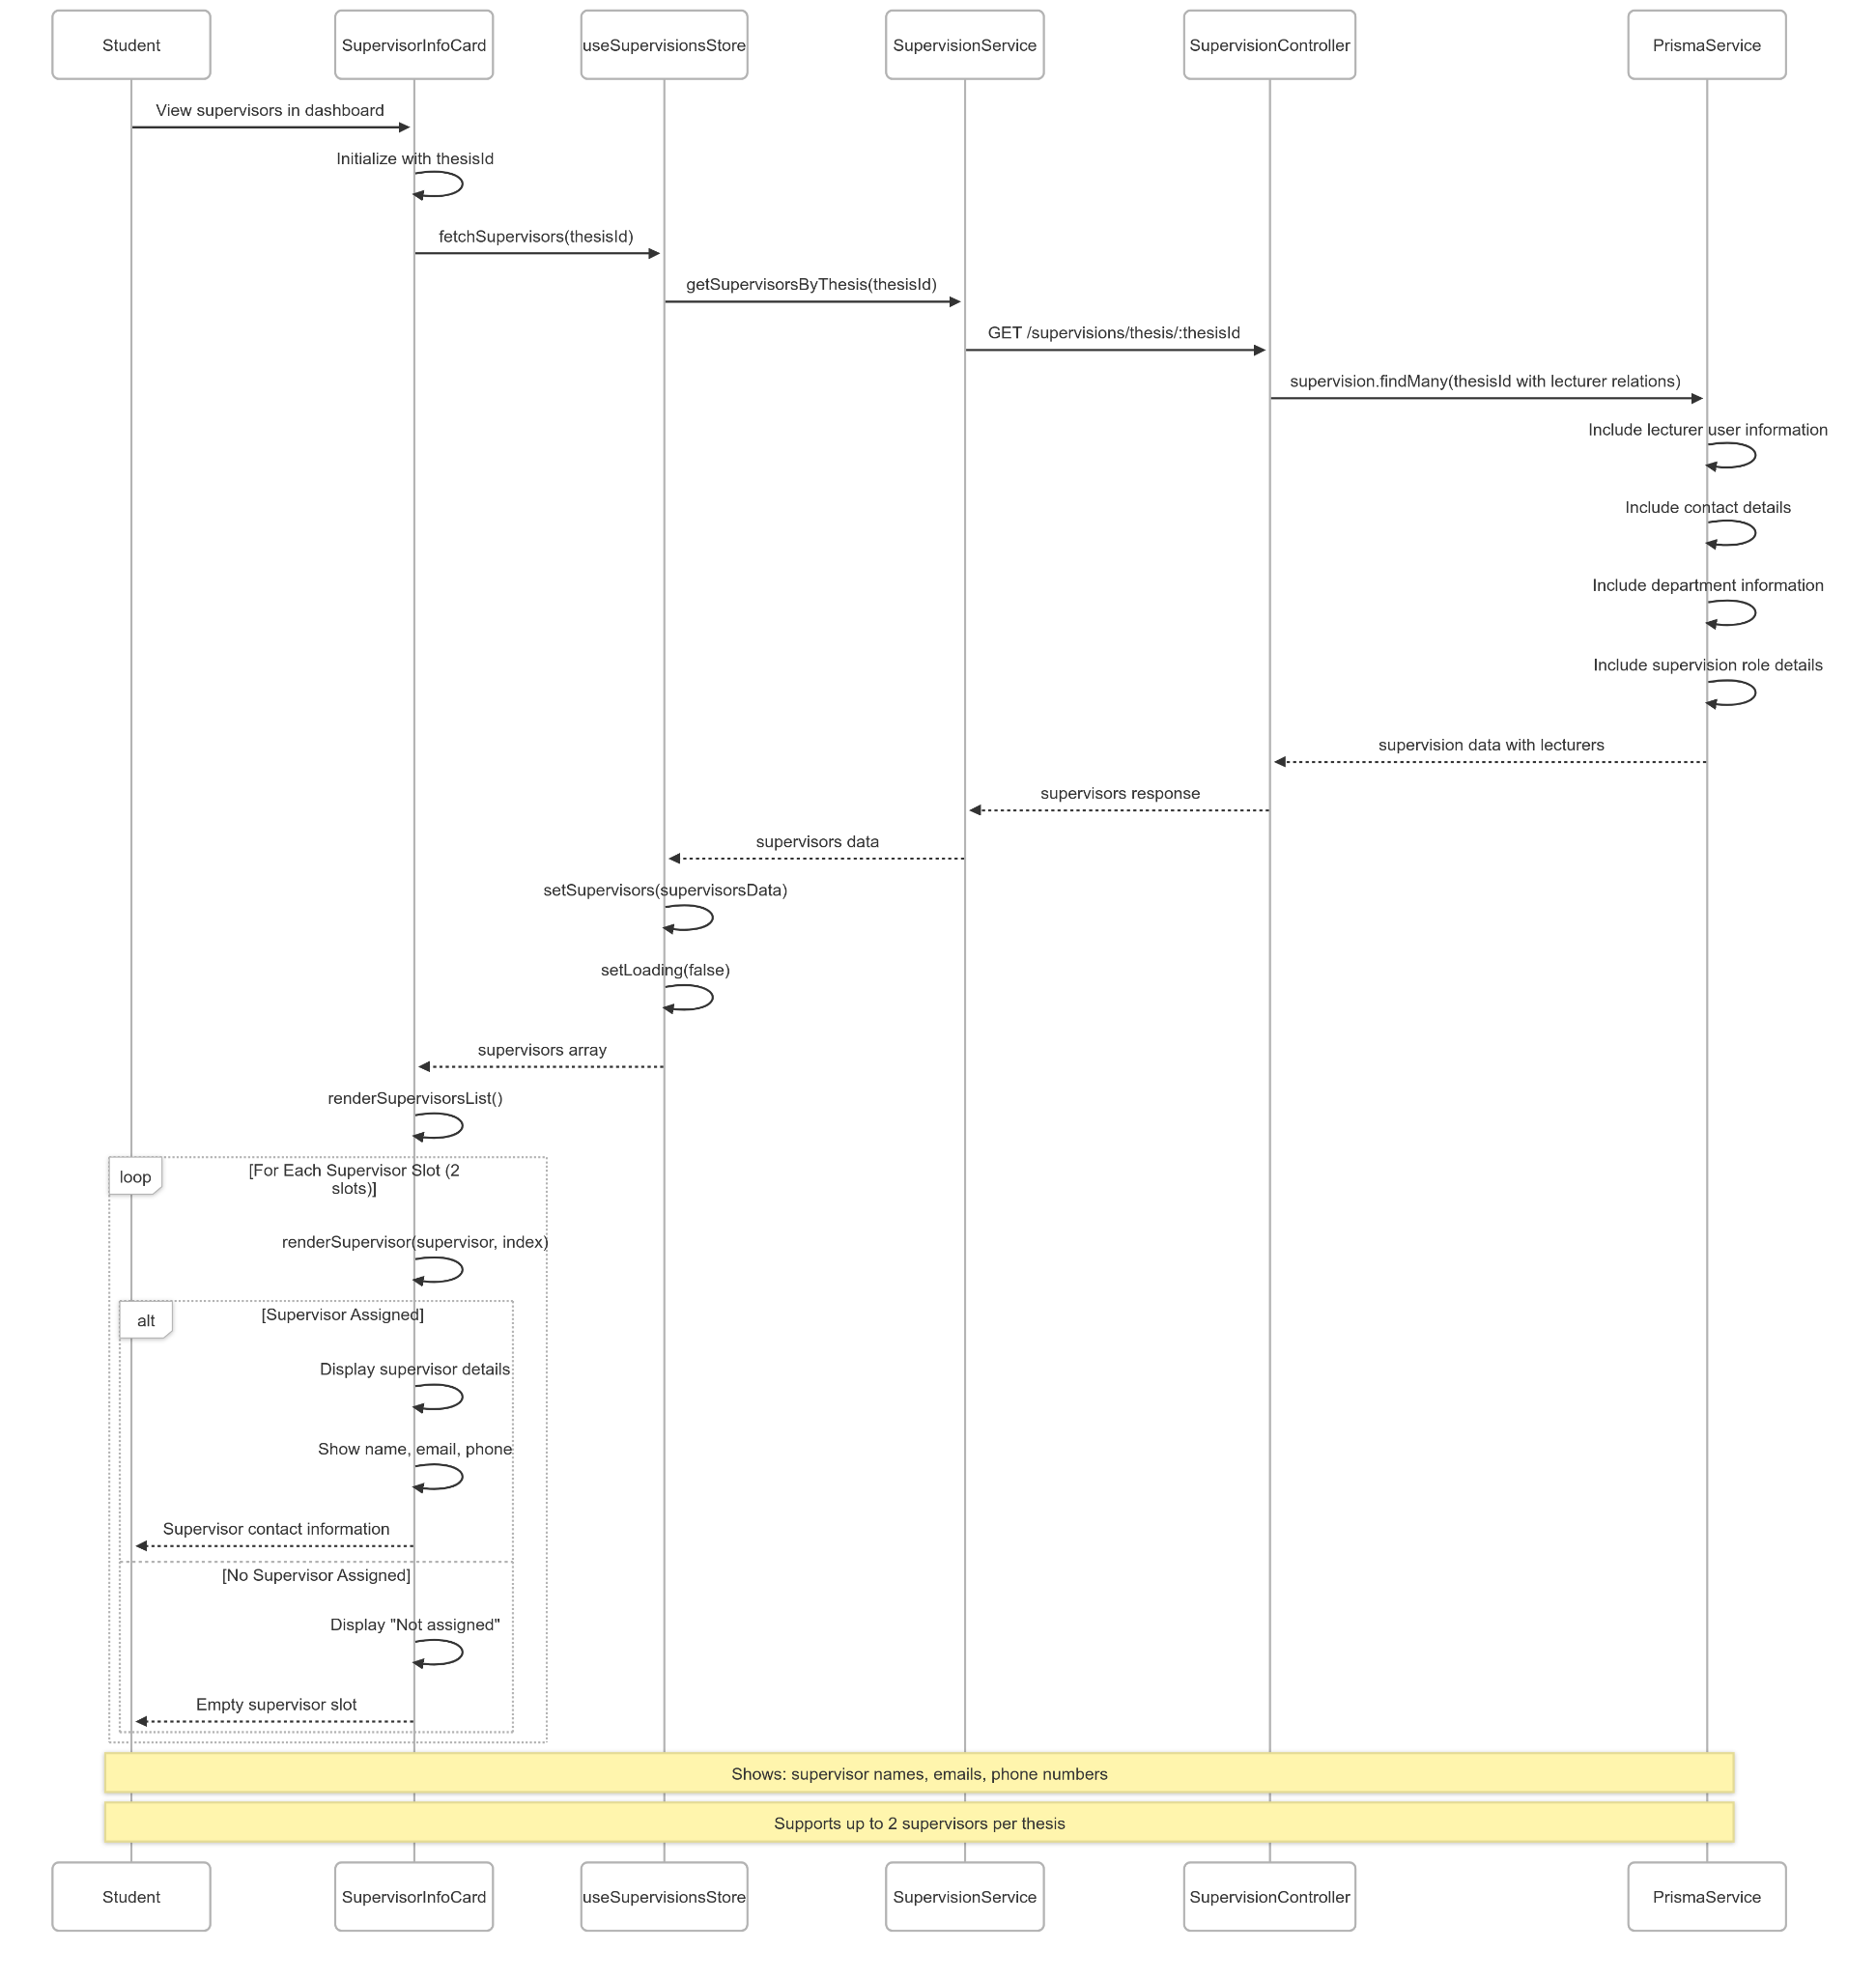 Student
SupervisorInfoCard
useSupervisionsStore
SupervisionService
SupervisionController
PrismaService
View supervisors in dashboard
Initialize with thesisId
fetchSupervisors(thesisId)
getSupervisorsByThesis(thesisId)
GET /supervisions/thesis/:thesisId
supervision.findMany(thesisId with lecturer relations)
Include lecturer user information
Include contact details
Include department information
Include supervision role details
supervision data with lecturers
supervisors response
supervisors data
setSupervisors(supervisorsData)
setLoading(false)
supervisors array
renderSupervisorsList()
loop
[For Each Supervisor Slot (2
slots)]
renderSupervisor(supervisor, index)
alt
[Supervisor Assigned]
Display supervisor details
Show name, email, phone
Supervisor contact information
[No Supervisor Assigned]
Display "Not assigned"
Empty supervisor slot
Shows: supervisor names, emails, phone numbers
Supports up to 2 supervisors per thesis
Student
SupervisorInfoCard
useSupervisionsStore
SupervisionService
SupervisionController
PrismaService